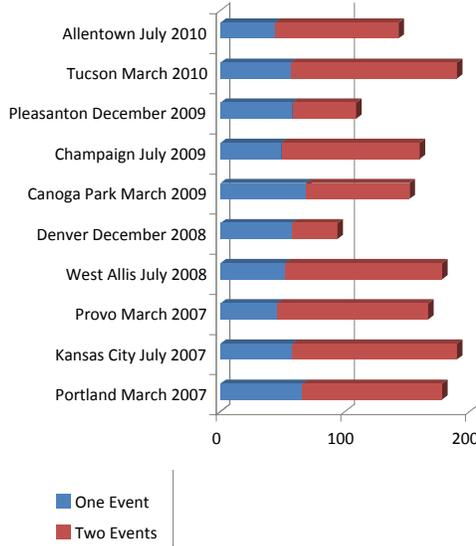 Allentown July 2010
Tucson March 2010
Pleasanton December 2009
Champaign July 2009
Canoga Park March 2009
Denver December 2008
West Allis July 2008
Provo March 2007
Kansas City July 2007
Portland March 2007
0 100 200
One Event
Two Events